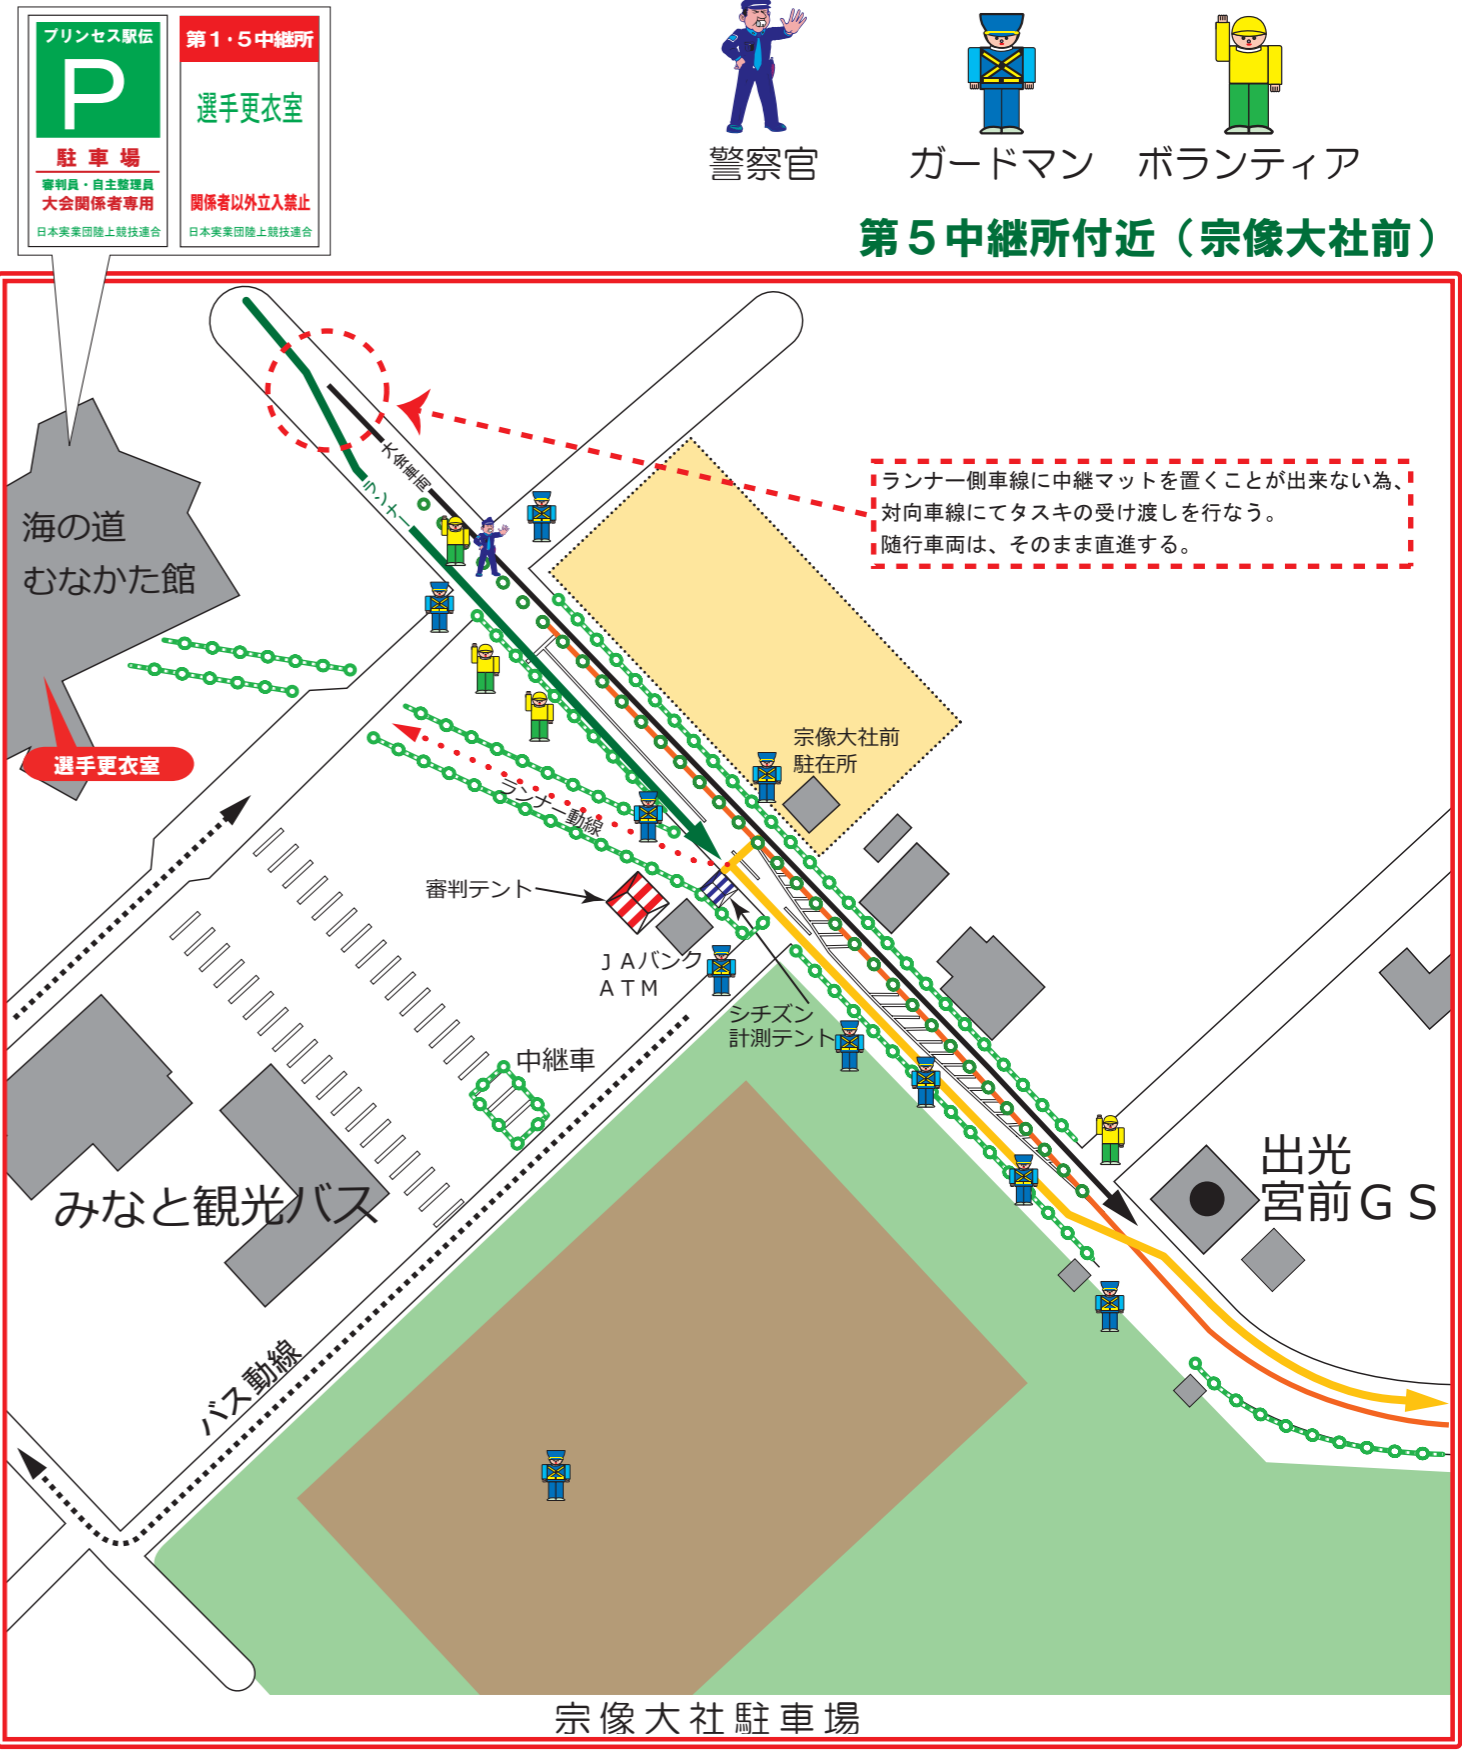 プリンセス駅伝
P
駐車場
審判員・自主整理員
大会関係者専用
日本実業団陸上競技連合
第1・5中継所
選手更衣室
関係者以外立入禁止
日本実業団陸上競技連合
警察官
ガードマン
ボランティア
第5中継所付近（宗像大社前）
大会車両
ランナー
ランナー側車線に中継マットを置くことが出来ない為、
対向車線にてタスキの受け渡しを行なう。
随行車両は、そのまま直進する。
海の道
むなかた館
選手更衣室
宗像大社前
駐在所
ランナー動線
審判テント
ＪＡバンク
ＡＴＭ
シチズン
計測テント
中継車
みなと観光バス
出光
宮前ＧＳ
バス動線
宗像大社駐車場